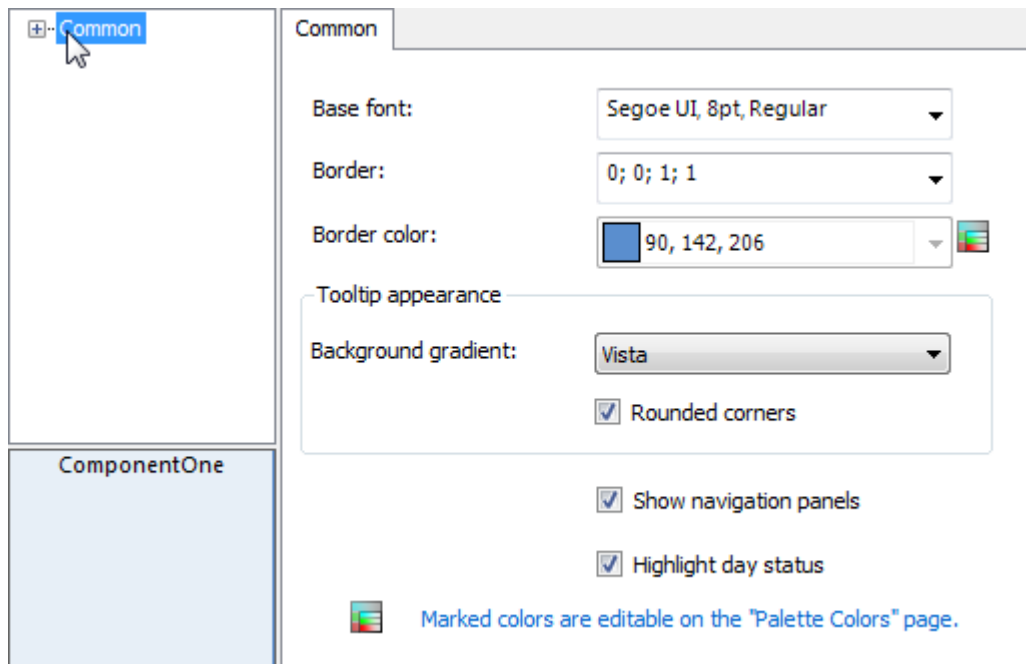 Common
Common
Base font:
Segoe UI, 8pt, Regular
Border:
0; 0; 1; 1
Border color:
90, 142, 206
Tooltip appearance
Background gradient:
Vista
Rounded corners
ComponentOne
Show navigation panels
Highlight day status
Marked colors are editable on the "Palette Colors" page.